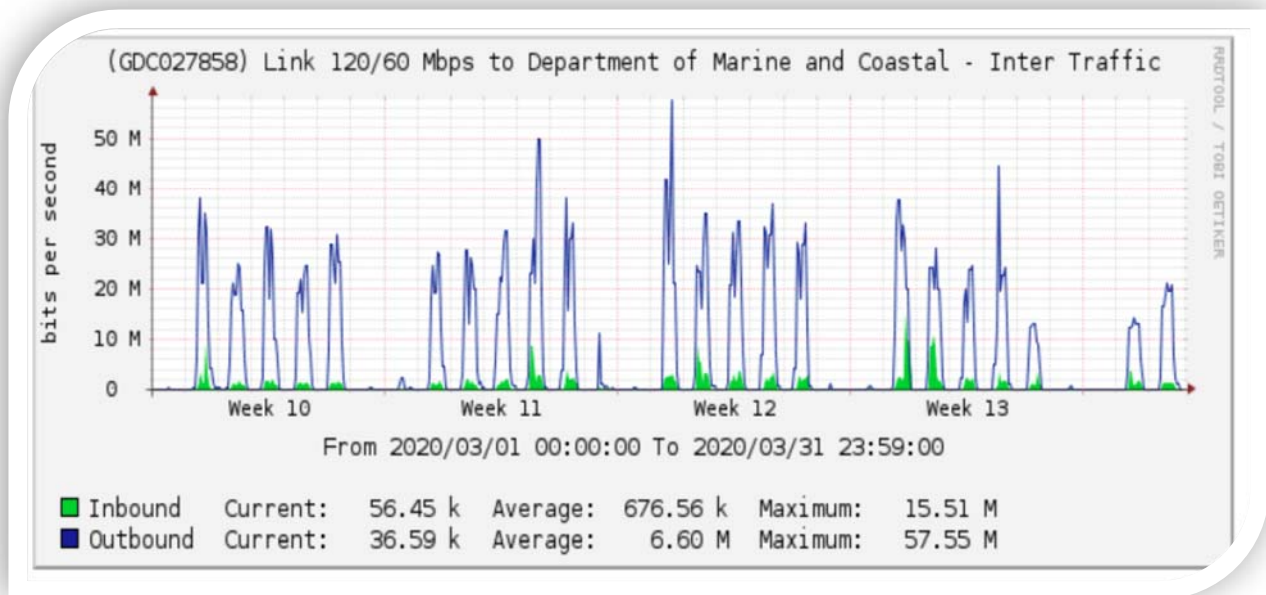 (GDC027858) Link 120/60 Mbps to Department of Marine and Coastal - Inter Traffic
RRDTOOL / TOBI OETIKER
bits per second
50 M
40 M
30 M
20 M
10 M
0
Week 10 Week 11 Week 12 Week 13
From 2020/03/01 00:00:00 To 2020/03/31 23:59:00
Inbound Current: 56.45 k Average: 676.56 k Maximum: 15.51 M
Outbound Current: 36.59 k Average: 6.60 M Maximum: 57.55 M